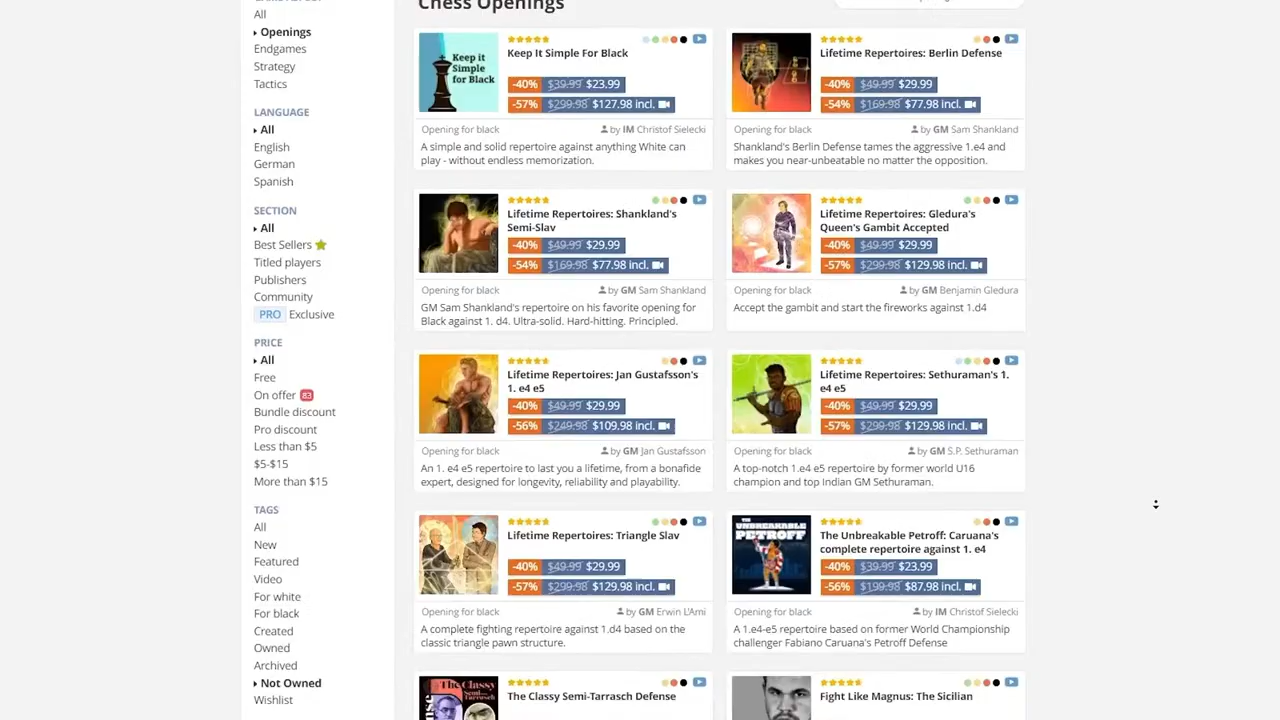 All
Openings
Endgames
Strategy
Tactics
LANGUAGE
All
English
German
Spanish
SECTION
All
Best Sellers
Titled players
Publishers
Community
PRO Exclusive
PRICE
All
Free
On offer 83
Bundle discount
Pro discount
Less than $5
$5-$15
More than $15
TAGS
All
New
Featured
Video
For white
For black
Created
Owned
Archived
Not Owned
Wishlist
Chess Openings
Keep it
Simple
for Black
Keep It Simple For Black
-40% $39.99 $23.99
-57% $299.98 $127.98 incl.
Opening for black by IM Christof Sielecki
A simple and solid repertoire against anything White can
play - without endless memorization.
Lifetime Repertoires: Berlin Defense
-40% $49.99 $29.99
-54% $169.98 $77.98 incl.
Opening for black by GM Sam Shankland
Shankland's Berlin Defense tames the aggressive 1.e4 and
makes you near-unbeatable no matter the opposition.
Lifetime Repertoires: Shankland's
Semi-Slav
-40% $49.99 $29.99
-54% $169.98 $77.98 incl.
Opening for black by GM Sam Shankland
GM Sam Shankland's repertoire on his favorite opening for
Black against 1. d4. Ultra-solid. Hard-hitting. Principled.
Lifetime Repertoires: Gledura's
Queen's Gambit Accepted
-40% $49.99 $29.99
-57% $299.98 $129.98 incl.
Opening for black by GM Benjamin Gledura
Accept the gambit and start the fireworks against 1.d4
Lifetime Repertoires: Jan Gustafsson's
1. e4 e5
-40% $49.99 $29.99
-56% $249.98 $109.98 incl.
Opening for black by GM Jan Gustafsson
An 1. e4 e5 repertoire to last you a lifetime, from a bonafide
expert, designed for longevity, reliability and playability.
Lifetime Repertoires: Sethuraman's 1.
e4 e5
-40% $49.99 $29.99
-57% $299.98 $129.98 incl.
Opening for black by GM S.P. Sethuraman
A top-notch 1.e4 e5 repertoire by former world U16
champion and top Indian GM Sethuraman.
Lifetime Repertoires: Triangle Slav
-40% $49.99 $29.99
-57% $299.98 $129.98 incl.
Opening for black by GM Erwin L'Ami
A complete fighting repertoire against 1.d4 based on the
classic triangle pawn structure.
THE
UNBREAKABLE
PETROFF
The Unbreakable Petroff: Caruana's
complete repertoire against 1. e4
-40% $39.99 $23.99
-56% $199.98 $87.98 incl.
Opening for black by IM Christof Sielecki
A 1.e4-e5 repertoire based on former World Championship
challenger Fabiano Caruana's Petroff Defense
The Classy
The Classy Semi-Tarrasch Defense
Fight Like Magnus: The Sicilian